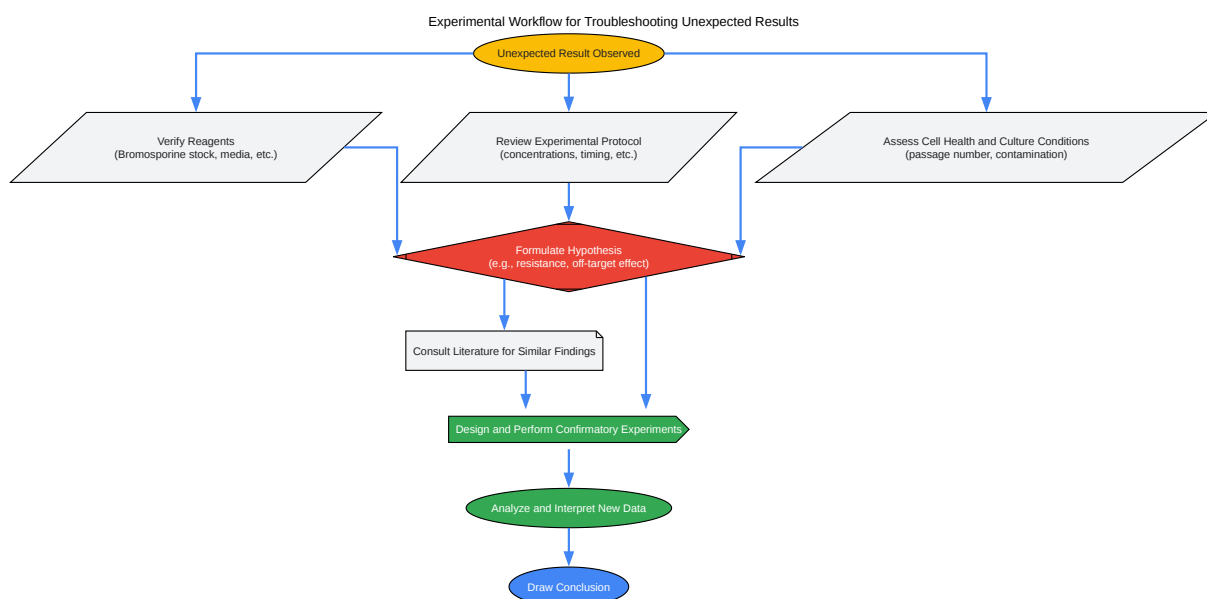 Experimental Workflow for Troubleshooting Unexpected Results
Unexpected Result Observed
Verify Reagents
(Bromosporine stock, media, etc.)
Review Experimental Protocol
(concentrations, timing, etc.)
Assess Cell Health and Culture Conditions
(passage number, contamination)
Formulate Hypothesis
(e.g., resistance, off-target effect)
Consult Literature for Similar Findings
Design and Perform Confirmatory Experiments
Analyze and Interpret New Data
Draw Conclusion